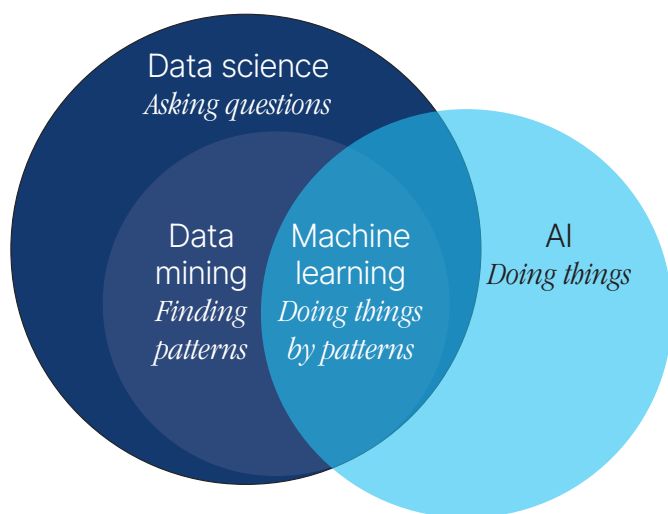 Data science
Asking questions
Data
mining
Finding
patterns
Machine
learning
Doing things
by patterns
AI
Doing things